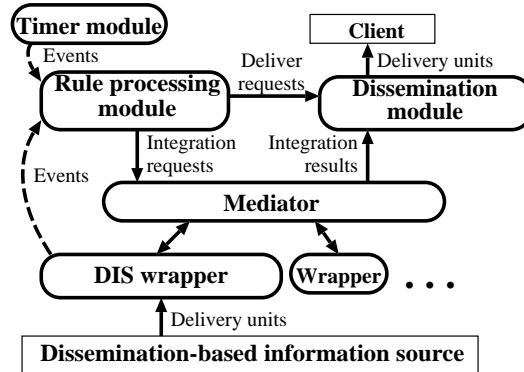 Timer module
Client
Events
Deliver
requests
Delivery units
Rule processing
module
Dissemination
module
Integration
requests
Integration
results
Events
Mediator
DIS wrapper
Wrapper
. . .
Delivery units
Dissemination-based information source